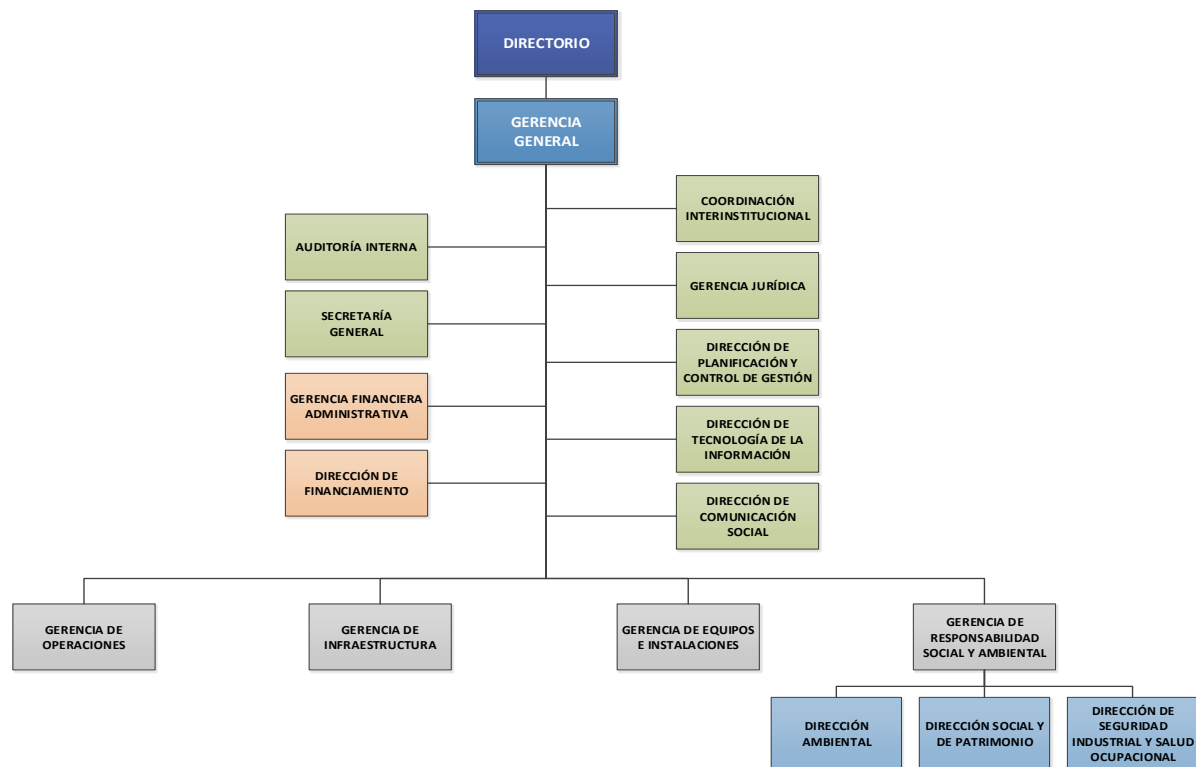 DIRECTORIO
GERENCIA
GENERAL
COORDINACIÓN
INTERINSTITUCIONAL
AUDITORÍA INTERNA
GERENCIA JURÍDICA
SECRETARÍA
GENERAL
DIRECCIÓN DE
PLANIFICACIÓN Y
CONTROL DE GESTIÓN
GERENCIA FINANCIERA
ADMINISTRATIVA
DIRECCIÓN DE
TECNOLOGÍA DE LA
INFORMACIÓN
DIRECCIÓN DE
FINANCIAMIENTO
DIRECCIÓN DE
COMUNICACIÓN
SOCIAL
GERENCIA DE
OPERACIONES
GERENCIA DE
INFRAESTRUCTURA
GERENCIA DE EQUIPOS
E INSTALACIONES
GERENCIA DE
RESPONSABILIDAD
SOCIAL Y AMBIENTAL
DIRECCIÓN
AMBIENTAL
DIRECCIÓN SOCIAL Y
DE PATRIMONIO
DIRECCIÓN DE
SEGURIDAD
INDUSTRIAL Y SALUD
OCUPACIONAL